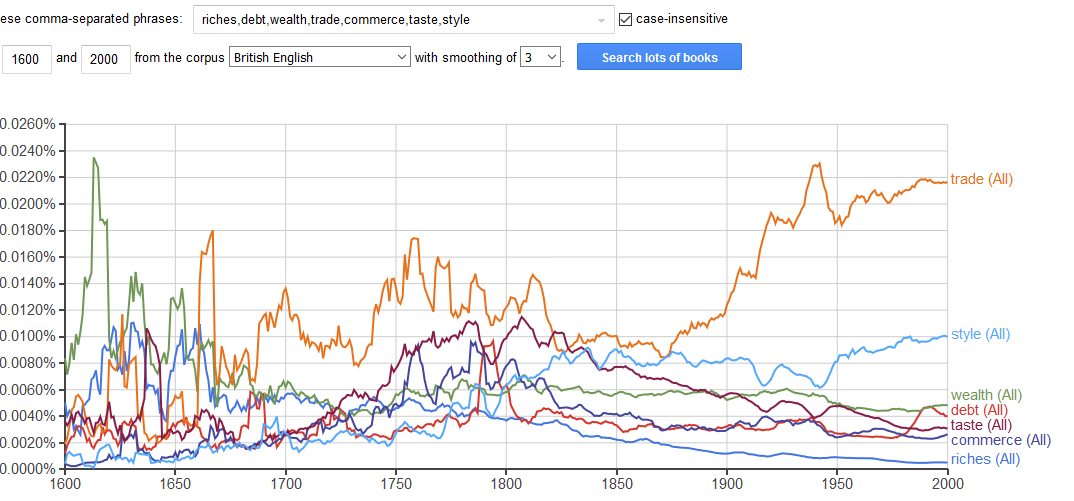 ese comma-separated phrases: riches,debt,wealth,trade,commerce,taste,style case-insensitive
1600 and 2000 from the corpus British English with smoothing of 3 . Search lots of books
0.0260%
0.0240%
0.0220%
0.0200%
0.0180%
0.0160%
0.0140%
0.0120%
0.0100%
0.0080%
0.0060%
0.0040%
0.0020%
0.0000%
trade (All)
style (All)
wealth (All)
debt (All)
taste (All)
commerce (All)
riches (All)
1600 1650 1700 1750 1800 1850 1900 1950 2000